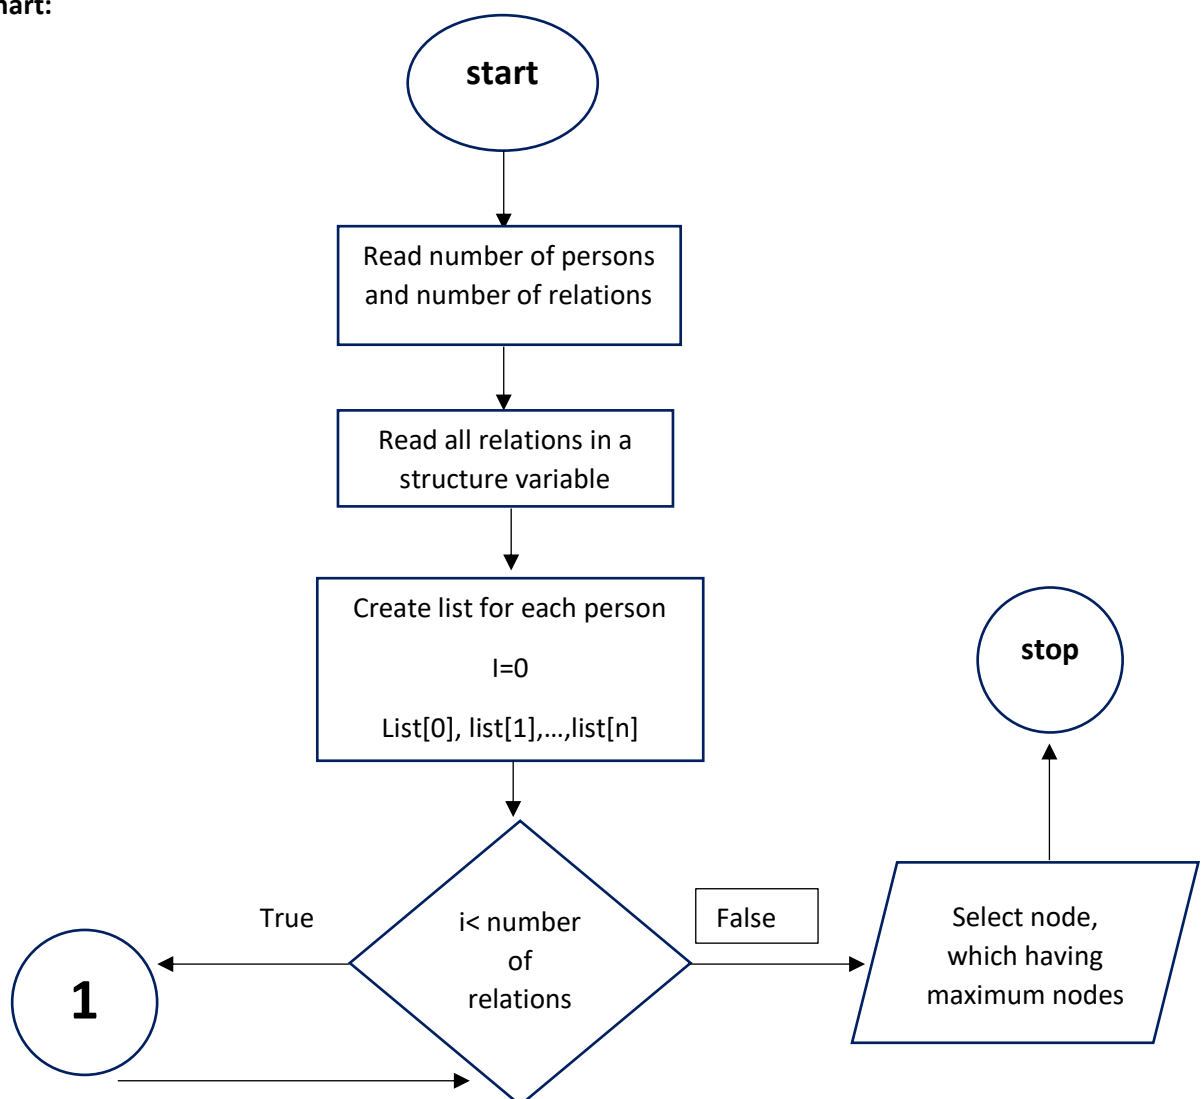 hart:
start
Read number of persons
and number of relations
Read all relations in a
structure variable
Create list for each person
I=0
List[0], list[1],...,list[n]
True
i< number
of
relations
False
1
Select node,
which having
maximum nodes
stop